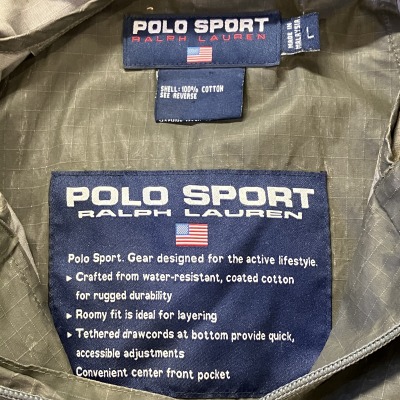 POLO SPORT
RALPH LAUREN
MADE IN
MALAYSIA
L
SHELL: 100% COTTON
SEE REVERSE
POLO SPORT
RALPH LAUREN
Polo Sport. Gear designed for the active lifestyle.
▸ Crafted from water-resistant, coated cotton
for rugged durability
▸ Roomy fit is ideal for layering
▸ Tethered drawcords at bottom provide quick,
accessible adjustments
Convenient center front pocket